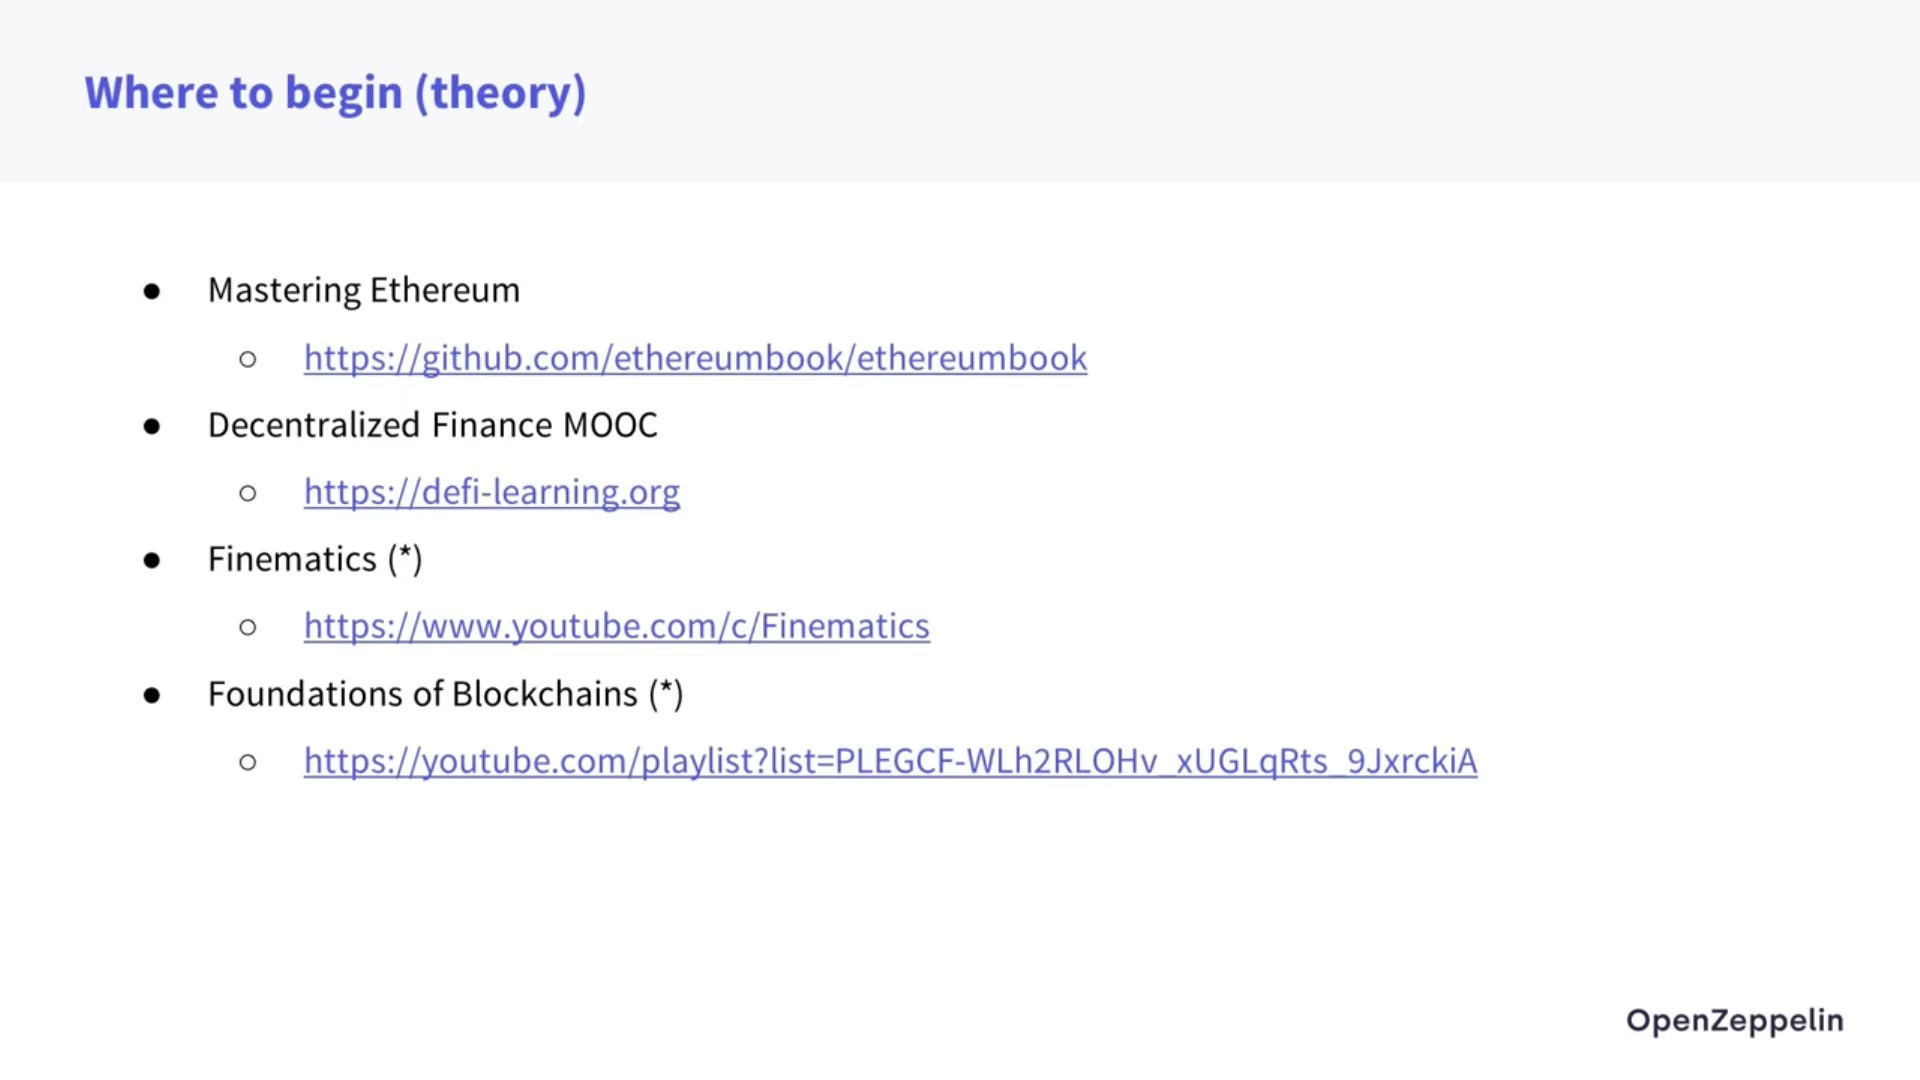 Where to begin (theory)
● Mastering Ethereum
○ https://github.com/ethereumbook/ethereumbook
● Decentralized Finance MOOC
○ https://defi-learning.org
● Finematics (*)
○ https://www.youtube.com/c/Finematics
● Foundations of Blockchains (*)
○ https://youtube.com/playlist?list=PLEGCF-WLh2RLOHv_xUGLqRts_9JxrckiA
OpenZeppelin